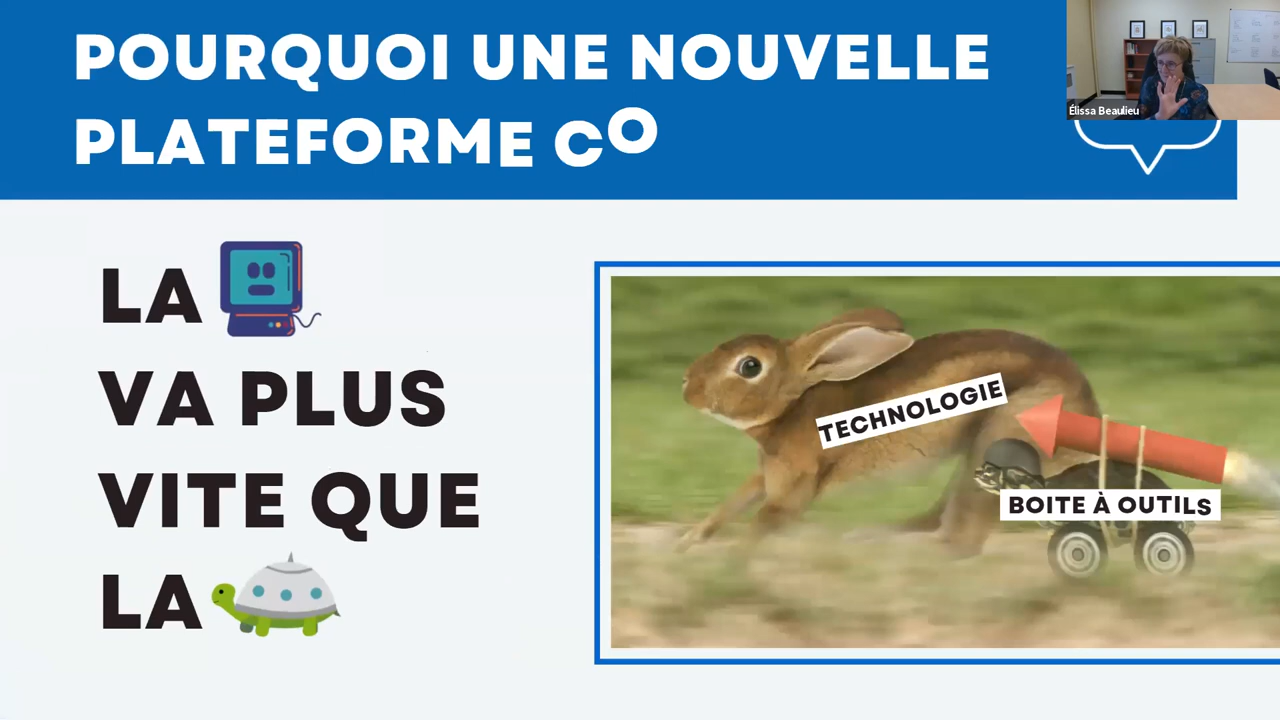 POURQUOI UNE NOUVELLE
PLATEFORME CO
Élissa Beaulieu
LA
VA PLUS
VITE QUE
LA
TECHNOLOGIE
BOITE À OUTILS